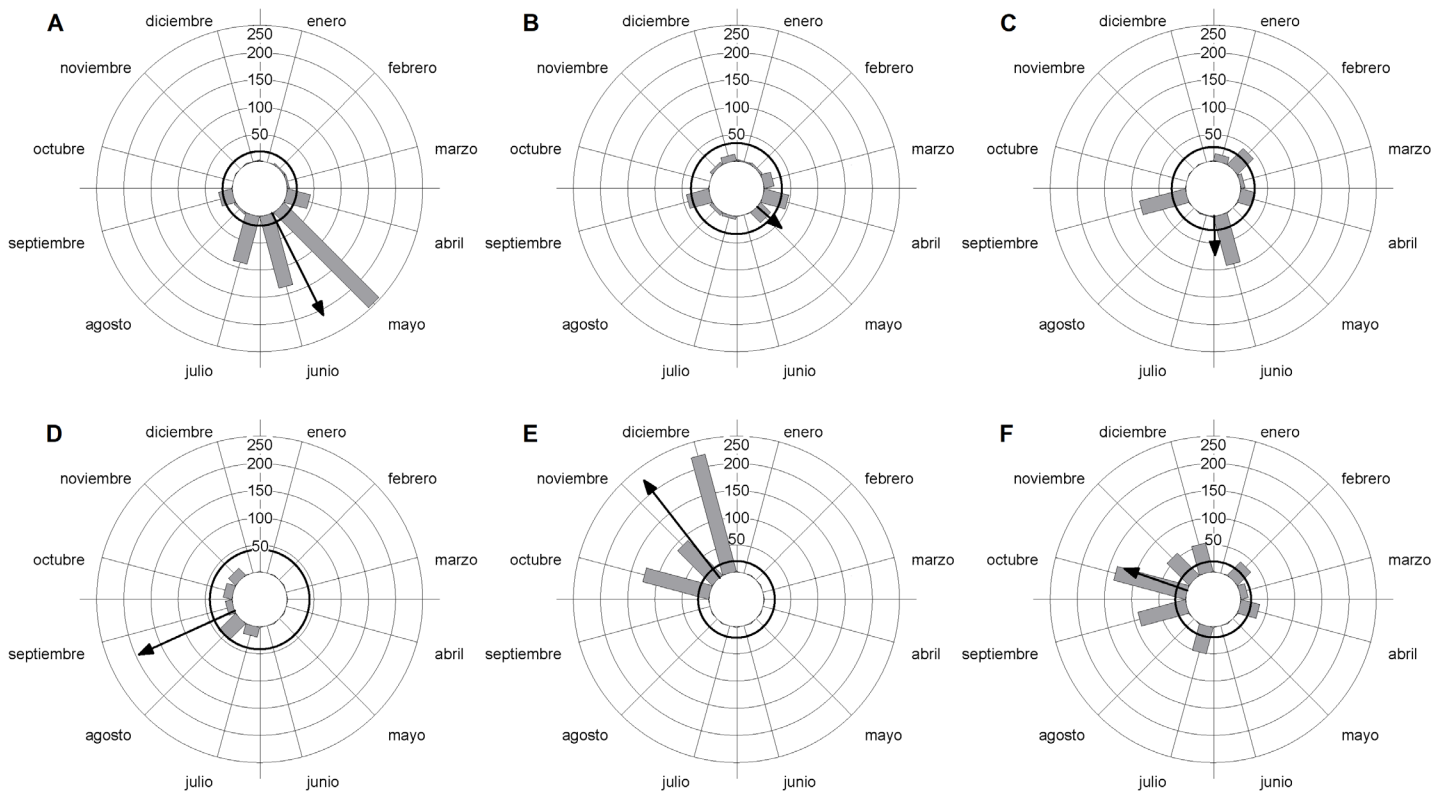 A
diciembre
enero
noviembre
febrero
octubre
marzo
septiembre
abril
agosto
mayo
julio
junio
250
200
150
100
50
B
diciembre
enero
noviembre
febrero
octubre
marzo
septiembre
abril
agosto
mayo
julio
junio
250
200
150
100
50
C
diciembre
enero
noviembre
febrero
octubre
marzo
septiembre
abril
agosto
mayo
julio
junio
250
200
150
100
50
D
diciembre
enero
noviembre
febrero
octubre
marzo
septiembre
abril
agosto
mayo
julio
junio
250
200
150
100
50
E
diciembre
enero
noviembre
febrero
octubre
marzo
septiembre
abril
agosto
mayo
julio
junio
250
200
150
100
50
F
diciembre
enero
noviembre
febrero
octubre
marzo
septiembre
abril
agosto
mayo
julio
junio
250
200
150
100
50